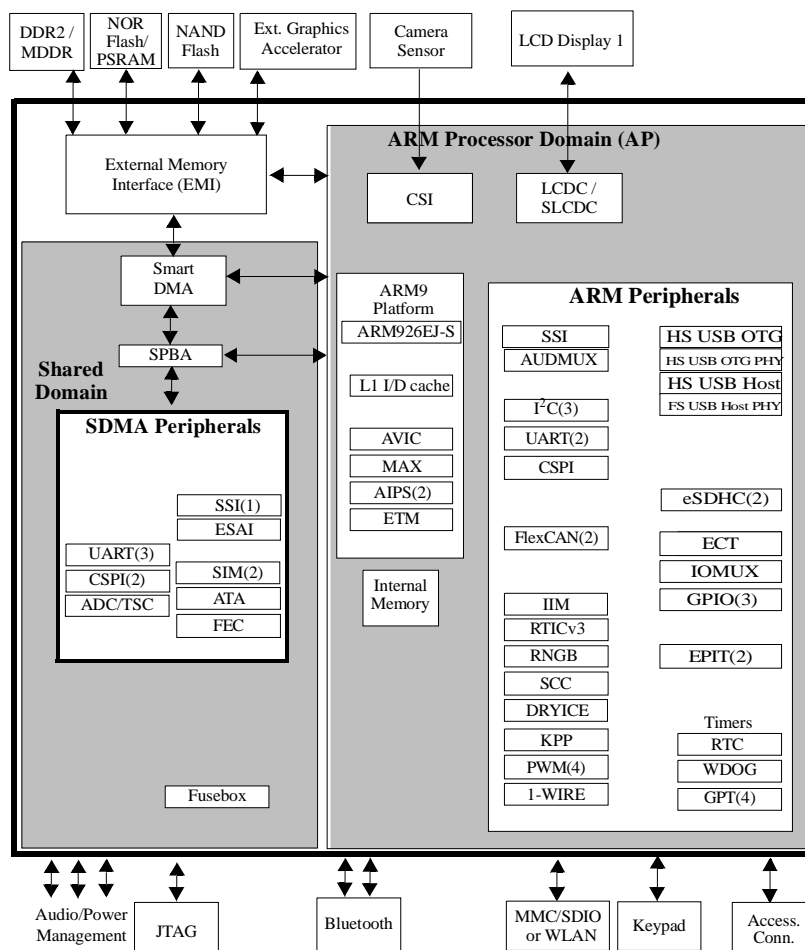 DDR2 /
MDDR
NOR
Flash/
PSRAM
NAND
Flash
Ext. Graphics
Accelerator
Camera
Sensor
LCD Display 1
External Memory
Interface (EMI)
ARM Processor Domain (AP)
CSI
LCDC /
SLCDC
Smart
DMA
SPBA
Shared
Domain
SDMA Peripherals
SSI(1)
ESAI
UART(3)
CSPI(2)
ADC/TSC
SIM(2)
ATA
FEC
Fusebox
ARM9
Platform
ARM926EJ-S
L1 I/D cache
AVIC
MAX
AIPS(2)
ETM
Internal
Memory
ARM Peripherals
SSI
AUDMUX
I²C(3)
UART(2)
CSPI
FlexCAN(2)
IIM
RTICv3
RNGB
SCC
DRYICE
KPP
PWM(4)
1-WIRE
HS USB OTG
HS USB OTG PHY
HS USB Host
FS USB Host PHY
eSDHC(2)
ECT
IOMUX
GPIO(3)
EPIT(2)
Timers
RTC
WDOG
GPT(4)
Audio/Power
Management
JTAG
Bluetooth
MMC/SDIO
or WLAN
Keypad
Access.
Conn.